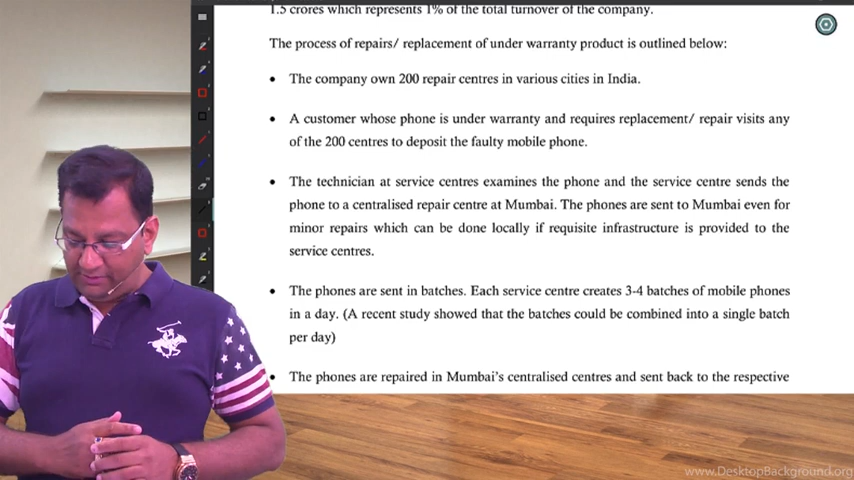 1.5 crores which represents 1% of the total turnover of the company.
The process of repairs/ replacement of under warranty product is outlined below:
• The company own 200 repair centres in various cities in India.
• A customer whose phone is under warranty and requires replacement/ repair visits any
of the 200 centres to deposit the faulty mobile phone.
• The technician at service centres examines the phone and the service centre sends the
phone to a centralised repair centre at Mumbai. The phones are sent to Mumbai even for
minor repairs which can be done locally if requisite infrastructure is provided to the
service centres.
• The phones are sent in batches. Each service centre creates 3-4 batches of mobile phones
in a day. (A recent study showed that the batches could be combined into a single batch
per day)
• The phones are repaired in Mumbai's centralised centres and sent back to the respective
www.DesktopBackground.org